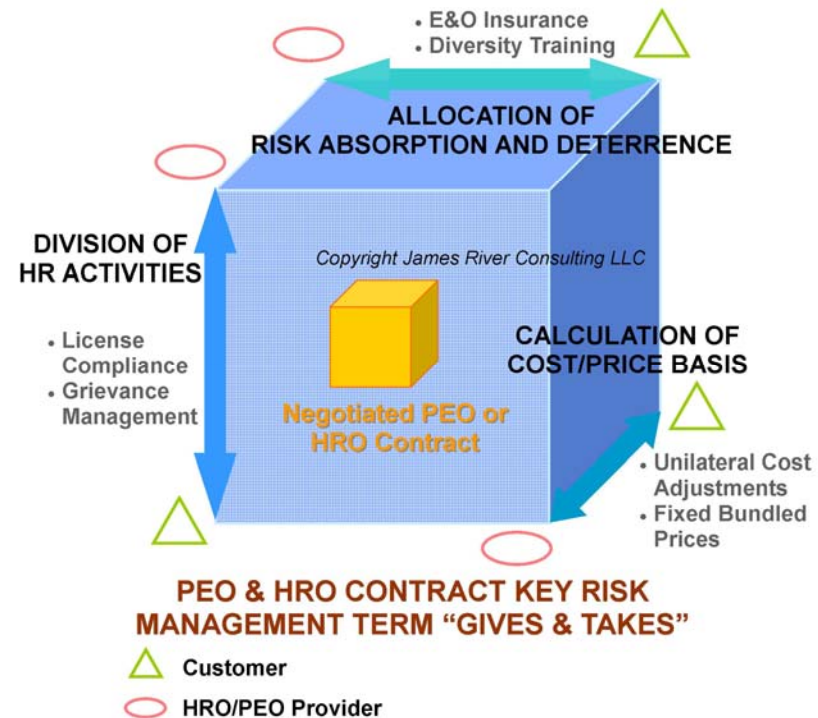 • E&O Insurance
• Diversity Training
ALLOCATION OF
RISK ABSORPTION AND DETERRENCE
DIVISION OF
HR ACTIVITIES
Copyright James River Consulting LLC
• License
Compliance
• Grievance
Management
CALCULATION OF
COST/PRICE BASIS
Negotiated PEO or
HRO Contract
• Unilateral Cost
Adjustments
• Fixed Bundled
Prices
PEO & HRO CONTRACT KEY RISK
MANAGEMENT TERM “GIVES & TAKES”
Customer
HRO/PEO Provider